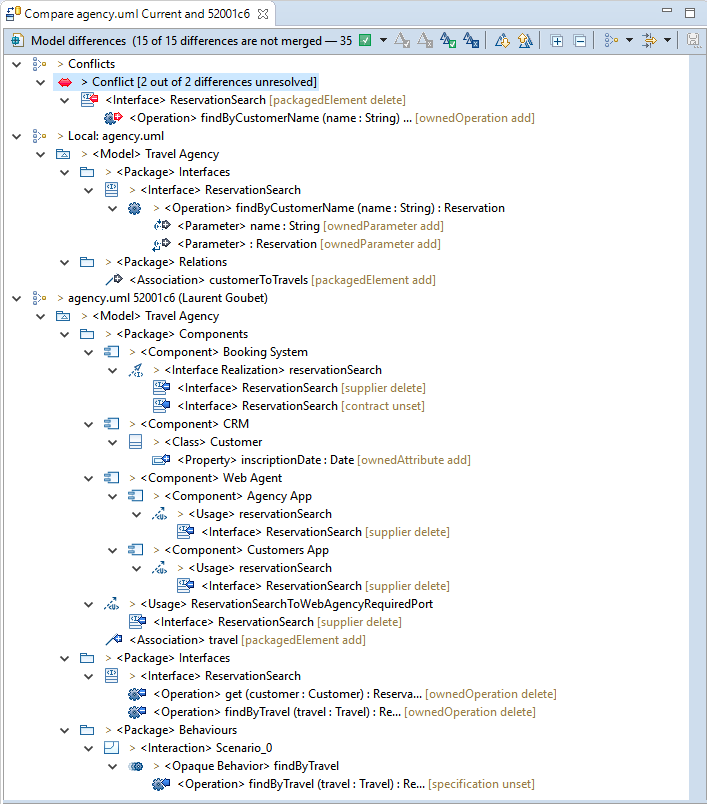 Compare agency.uml Current and 52001c6
Model differences (15 of 15 differences are not merged — 35
> Conflicts
> Conflict [2 out of 2 differences unresolved]
<Interface> ReservationSearch [packagedElement delete]
<Operation> findByCustomerName (name : String) ... [ownedOperation add]
> Local: agency.uml
> <Model> Travel Agency
> <Package> Interfaces
> <Interface> ReservationSearch
> <Operation> findByCustomerName (name : String) : Reservation
<Parameter> name : String [ownedParameter add]
<Parameter> : Reservation [ownedParameter add]
> <Package> Relations
<Association> customerToTravels [packagedElement add]
> agency.uml 52001c6 (Laurent Goubet)
> <Model> Travel Agency
> <Package> Components
> <Component> Booking System
> <Interface Realization> reservationSearch
<Interface> ReservationSearch [supplier delete]
<Interface> ReservationSearch [contract unset]
> <Component> CRM
> <Class> Customer
<Property> inscriptionDate : Date [ownedAttribute add]
> <Component> Web Agent
> <Component> Agency App
> <Usage> reservationSearch
<Interface> ReservationSearch [supplier delete]
> <Component> Customers App
> <Usage> reservationSearch
<Interface> ReservationSearch [supplier delete]
> <Usage> ReservationSearchToWebAgencyRequiredPort
<Interface> ReservationSearch [supplier delete]
<Association> travel [packagedElement add]
> <Package> Interfaces
> <Interface> ReservationSearch
<Operation> get (customer : Customer) : Reserva... [ownedOperation delete]
<Operation> findByTravel (travel : Travel) : Re... [ownedOperation delete]
> <Package> Behaviours
> <Interaction> Scenario_0
> <Opaque Behavior> findByTravel
<Operation> findByTravel (travel : Travel) : Re... [specification unset]